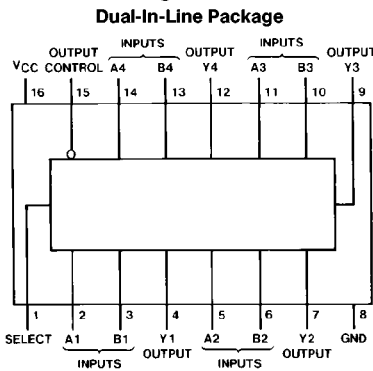 Dual-In-Line Package
INPUTS INPUTS
OUTPUT OUTPUT OUTPUT
VCC CONTROL A4 B4 Y4 A3 B3 Y3
16 15 14 13 12 11 10 9
1 2 3 4 5 6 7 8
SELECT A1 B1 Y1 A2 B2 Y2 GND
OUTPUT OUTPUT
INPUTS INPUTS